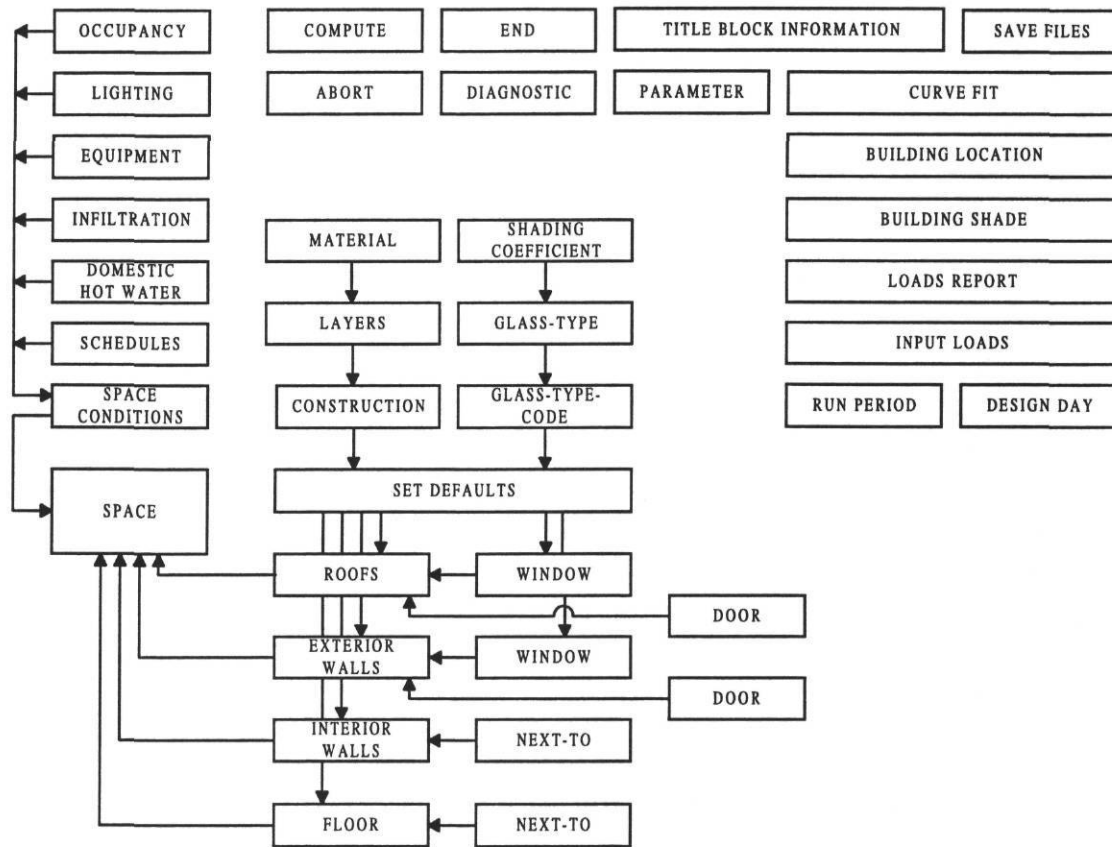 OCCUPANCY
COMPUTE
END
TITLE BLOCK INFORMATION
SAVE FILES
LIGHTING
ABORT
DIAGNOSTIC
PARAMETER
CURVE FIT
EQUIPMENT
BUILDING LOCATION
INFILTRATION
MATERIAL
SHADING
COEFFICIENT
BUILDING SHADE
DOMESTIC
HOT WATER
LOADS REPORT
SCHEDULES
LAYERS
GLASS-TYPE
INPUT LOADS
SPACE
CONDITIONS
CONSTRUCTION
GLASS-TYPE-
CODE
RUN PERIOD
DESIGN DAY
SPACE
SET DEFAULTS
ROOFS
WINDOW
DOOR
EXTERIOR
WALLS
WINDOW
DOOR
INTERIOR
WALLS
NEXT-TO
FLOOR
NEXT-TO